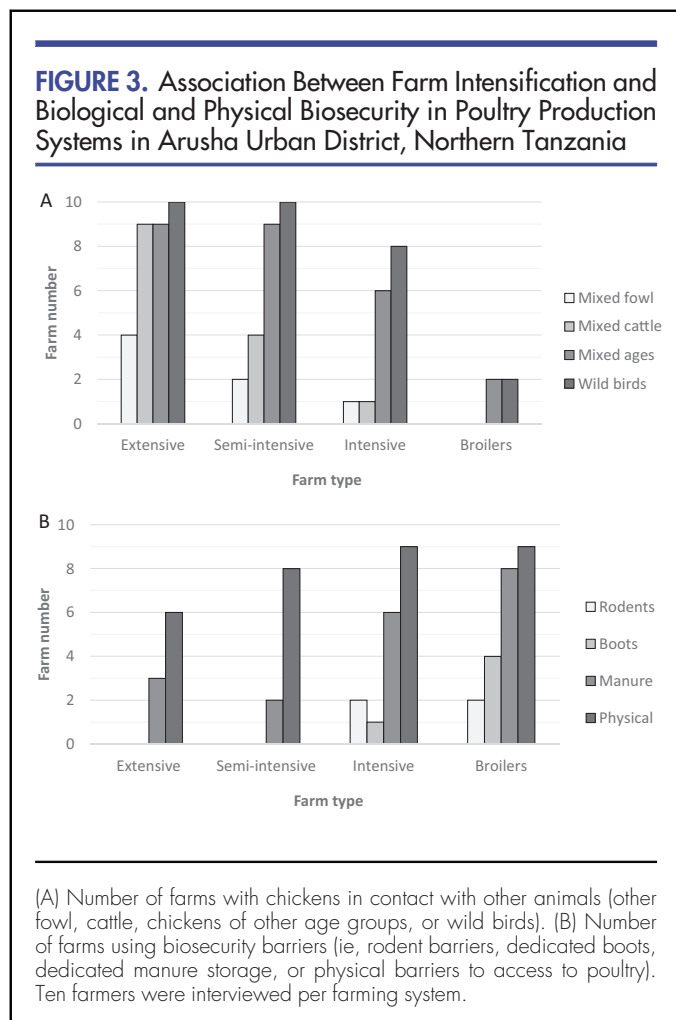 FIGURE 3. Association Between Farm Intensification and
Biological and Physical Biosecurity in Poultry Production
Systems in Arusha Urban District, Northern Tanzania
A
10
8
6
4
2
0
Farm number
Extensive Semi-intensive Intensive Broilers
Farm type
Mixed fowl
Mixed cattle
Mixed ages
Wild birds
B
10
8
6
4
2
0
Farm number
Extensive Semi-intensive Intensive Broilers
Farm type
Rodents
Boots
Manure
Physical
(A) Number of farms with chickens in contact with other animals (other
fowl, cattle, chickens of other age groups, or wild birds). (B) Number
of farms using biosecurity barriers (ie, rodent barriers, dedicated boots,
dedicated manure storage, or physical barriers to access to poultry).
Ten farmers were interviewed per farming system.